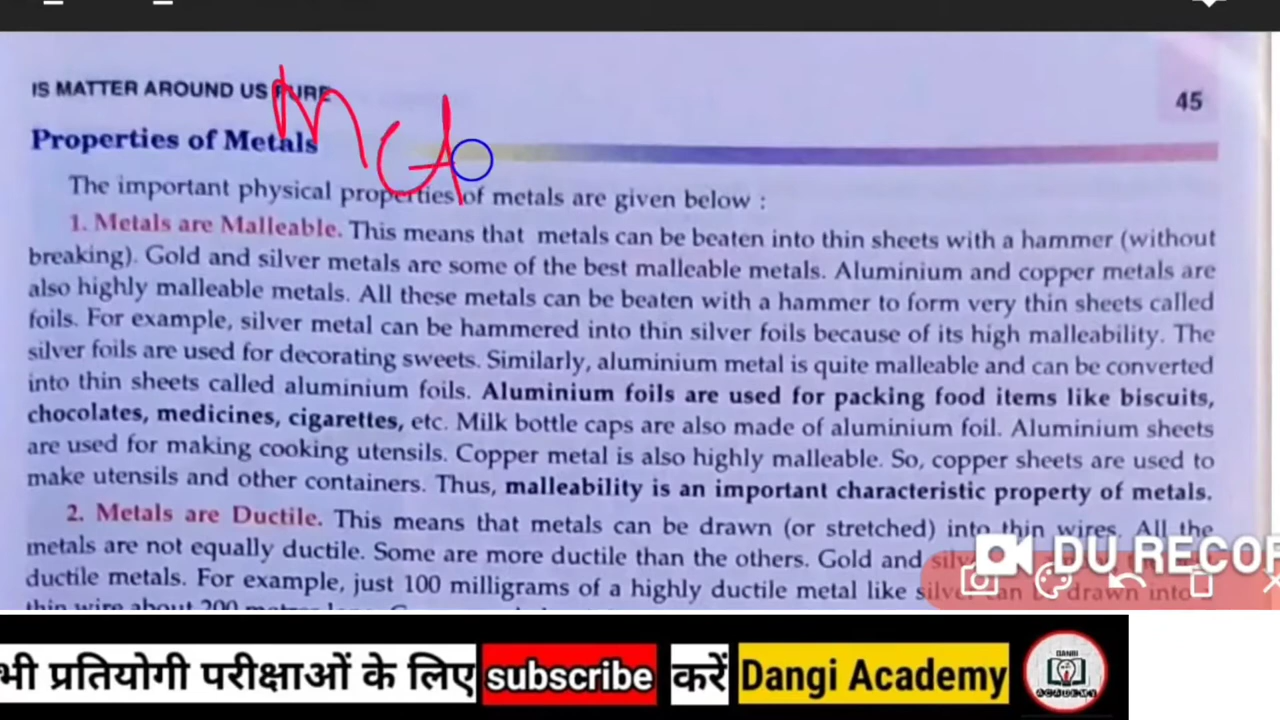 IS MATTER AROUND US PURE
45
Properties of Metals
The important physical properties of metals are given below :
1. Metals are Malleable. This means that metals can be beaten into thin sheets with a hammer (without
breaking). Gold and silver metals are some of the best malleable metals. Aluminium and copper metals are
also highly malleable metals. All these metals can be beaten with a hammer to form very thin sheets called
foils. For example, silver metal can be hammered into thin silver foils because of its high malleability. The
silver foils are used for decorating sweets. Similarly, aluminium metal is quite malleable and can be converted
into thin sheets called aluminium foils. Aluminium foils are used for packing food items like biscuits,
chocolates, medicines, cigarettes, etc. Milk bottle caps are also made of aluminium foil. Aluminium sheets
are used for making cooking utensils. Copper metal is also highly malleable. So, copper sheets are used to
make utensils and other containers. Thus, malleability is an important characteristic property of metals.
2. Metals are Ductile. This means that metals can be drawn (or stretched) into thin wires. All the
metals are not equally ductile. Some are more ductile than the others. Gold and
DU RECOR
ductile metals. For example, just 100 milligrams of a highly ductile metal like silver can be drawn into a
thin wire about 200
भी प्रतियोगी परीक्षाओं के लिए subscribe करें Dangi Academy
DANGI
ACADEMY